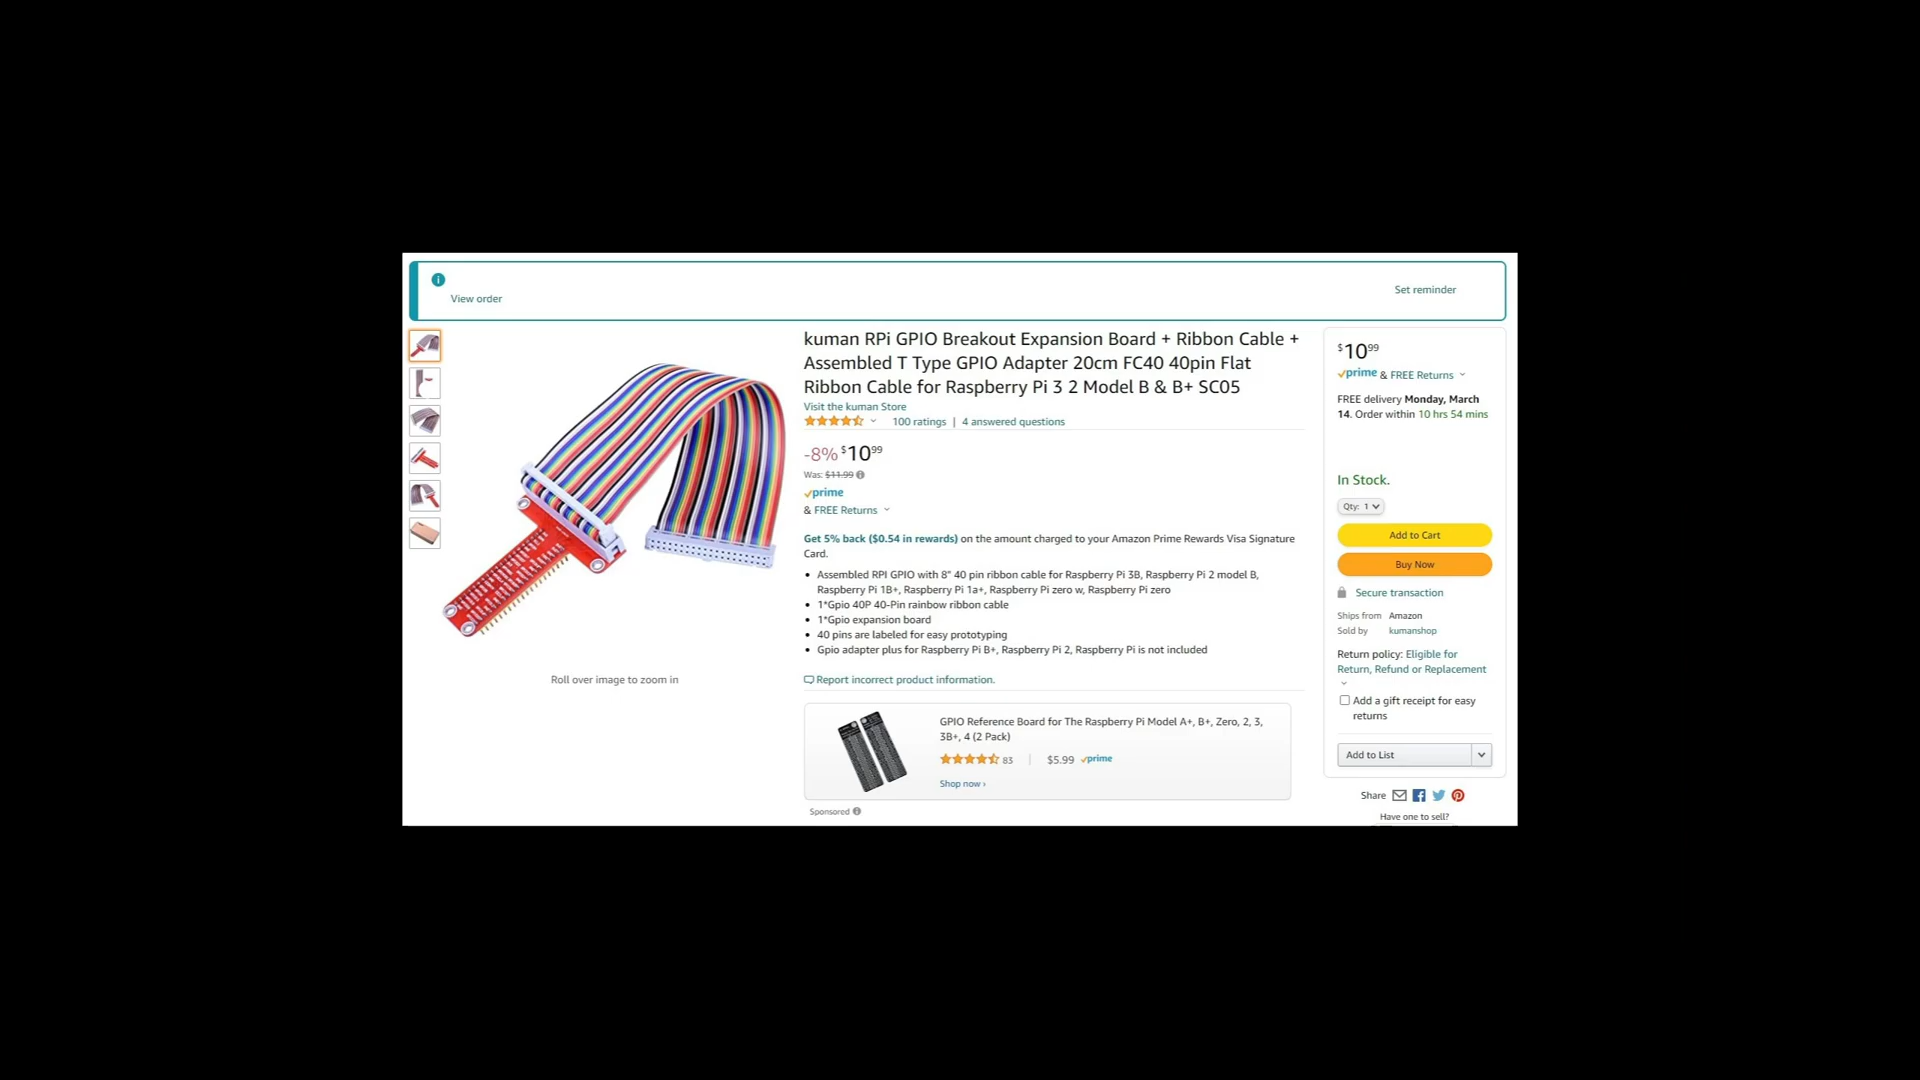 View order
Set reminder
kuman RPi GPIO Breakout Expansion Board + Ribbon Cable +
Assembled T Type GPIO Adapter 20cm FC40 40pin Flat
Ribbon Cable for Raspberry Pi 3 2 Model B & B+ SC05
Visit the kuman Store
100 ratings | 4 answered questions
-8% $10 99
Was: $11.99
prime
& FREE Returns
Get 5% back ($0.54 in rewards) on the amount charged to your Amazon Prime Rewards Visa Signature
Card.
• Assembled RPI GPIO with 8" 40 pin ribbon cable for Raspberry Pi 3B, Raspberry Pi 2 model B,
Raspberry Pi 1B+, Raspberry Pi 1a+, Raspberry Pi zero w, Raspberry Pi zero
• 1*Gpio 40P 40-Pin rainbow ribbon cable
• 1*Gpio expansion board
• 40 pins are labeled for easy prototyping
• Gpio adapter plus for Raspberry Pi B+, Raspberry Pi 2, Raspberry Pi is not included
Roll over image to zoom in
Report incorrect product information.
GPIO Reference Board for The Raspberry Pi Model A+, B+, Zero, 2, 3,
3B+, 4 (2 Pack)
83 | $5.99 prime
Shop now ›
Sponsored
$10 99
prime & FREE Returns
FREE delivery Monday, March
14. Order within 10 hrs 54 mins
In Stock.
Qty: 1
Add to Cart
Buy Now
Secure transaction
Ships from Amazon
Sold by kumanshop
Return policy: Eligible for
Return, Refund or Replacement
Add a gift receipt for easy
returns
Add to List
Share
Have one to sell?